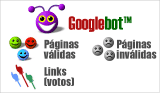 Googlebot™
Páginas válidas
Páginas inválidas
Links (votos)